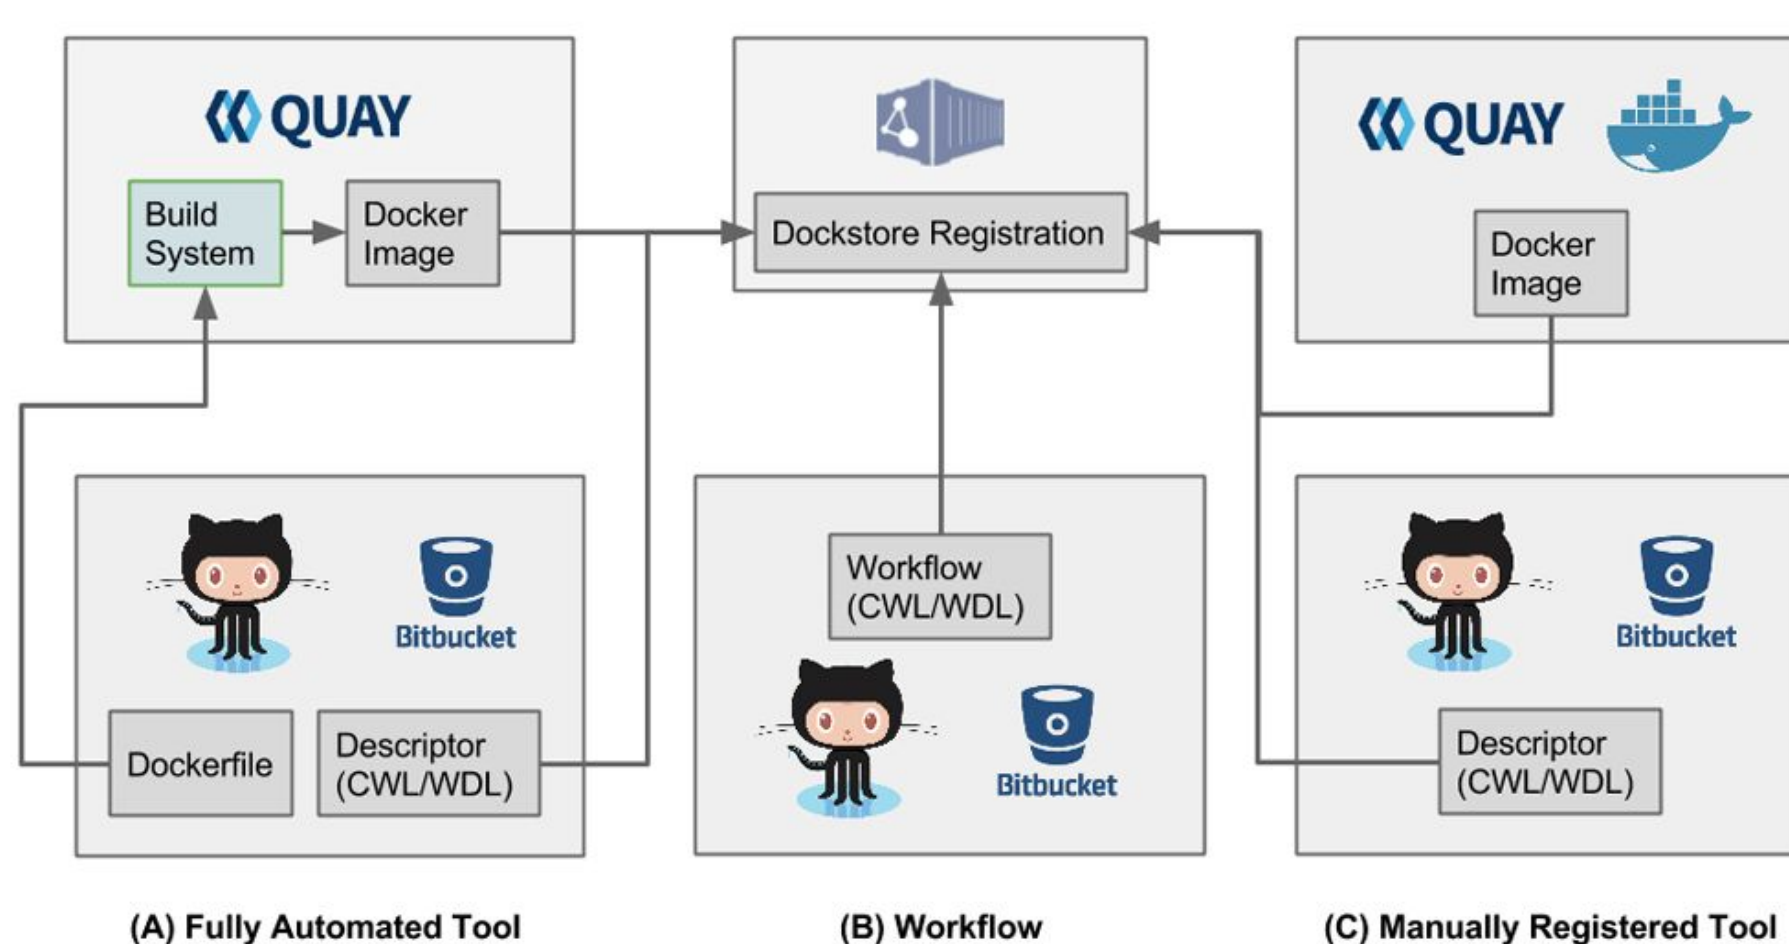 QUAY
Build
System
Docker
Image
Dockstore Registration
QUAY
Docker
Image
Bitbucket
Dockerfile
Descriptor
(CWL/WDL)
Workflow
(CWL/WDL)
Bitbucket
Bitbucket
Descriptor
(CWL/WDL)
(A) Fully Automated Tool
(B) Workflow
(C) Manually Registered Tool